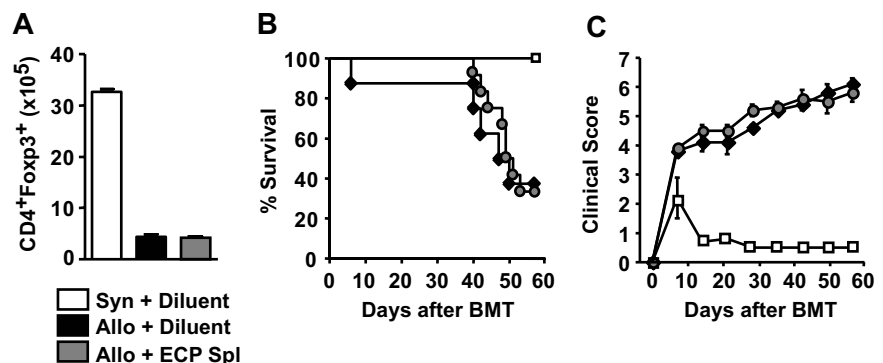 A
CD4⁺Foxp3⁺ (x10⁵)
40
30
20
10
0
Syn + Diluent
Allo + Diluent
Allo + ECP Spl
B
% Survival
100
80
60
40
20
0
0 10 20 30 40 50 60
Days after BMT
C
Clinical Score
7
6
5
4
3
2
1
0
0 10 20 30 40 50 60
Days after BMT